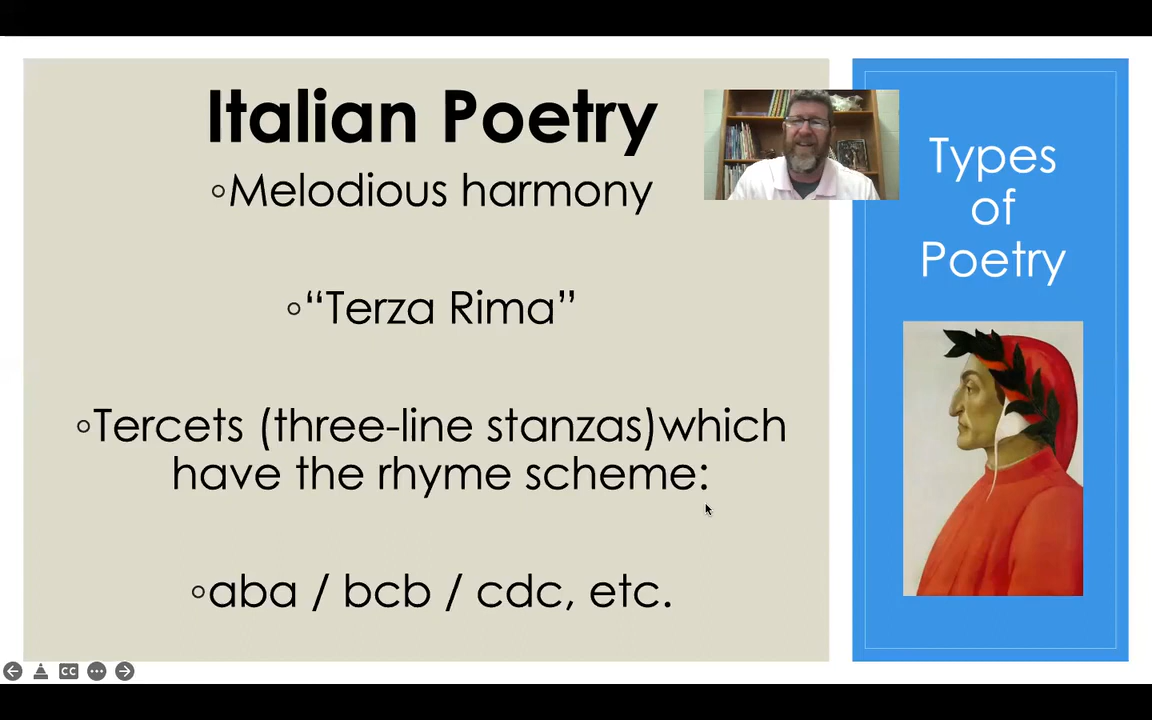 Italian Poetry
◦Melodious harmony
◦“Terza Rima”
◦Tercets (three-line stanzas)which
have the rhyme scheme:
◦aba / bcb / cdc, etc.
Types
of
Poetry
CC